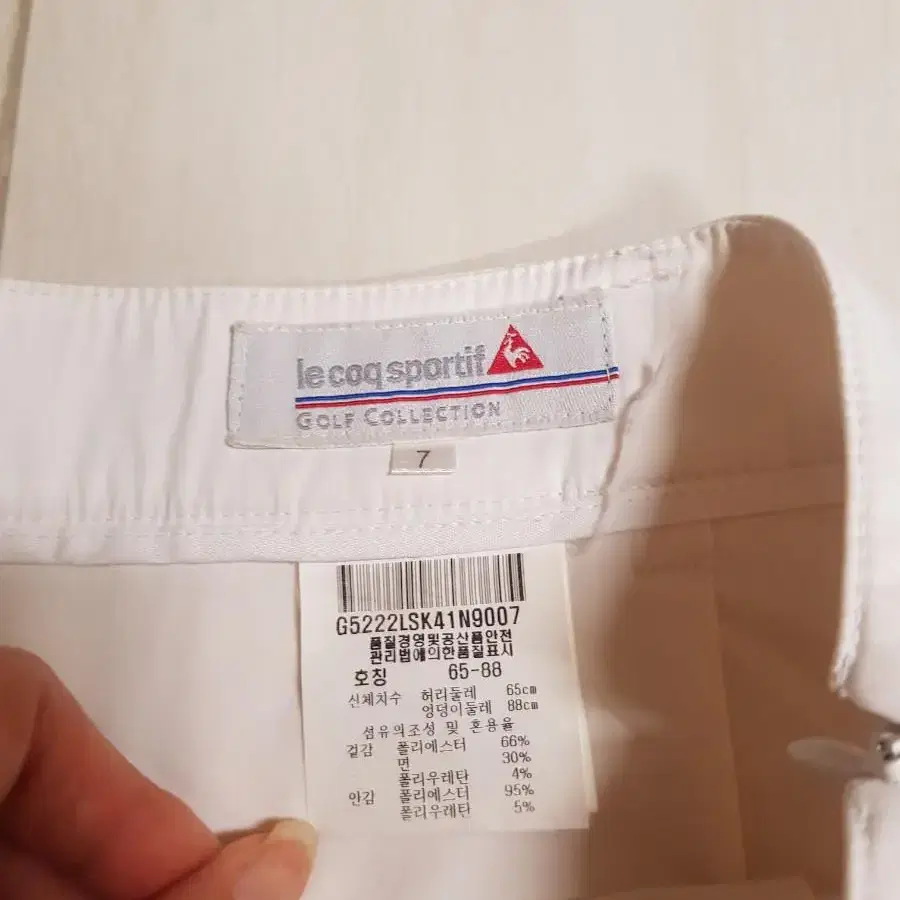 le coq sportif
GOLF COLLECTION
7
G5222LSK41N9007
품질경영및공산품안전
관리법에의한품질표시
호칭 65-88
신체치수 허리둘레 65cm
엉덩이둘레 88cm
섬유의조성 및 혼용율
겉감 폴리에스터 66%
면 30%
폴리우레탄 4%
안감 폴리에스터 95%
폴리우레탄 5%